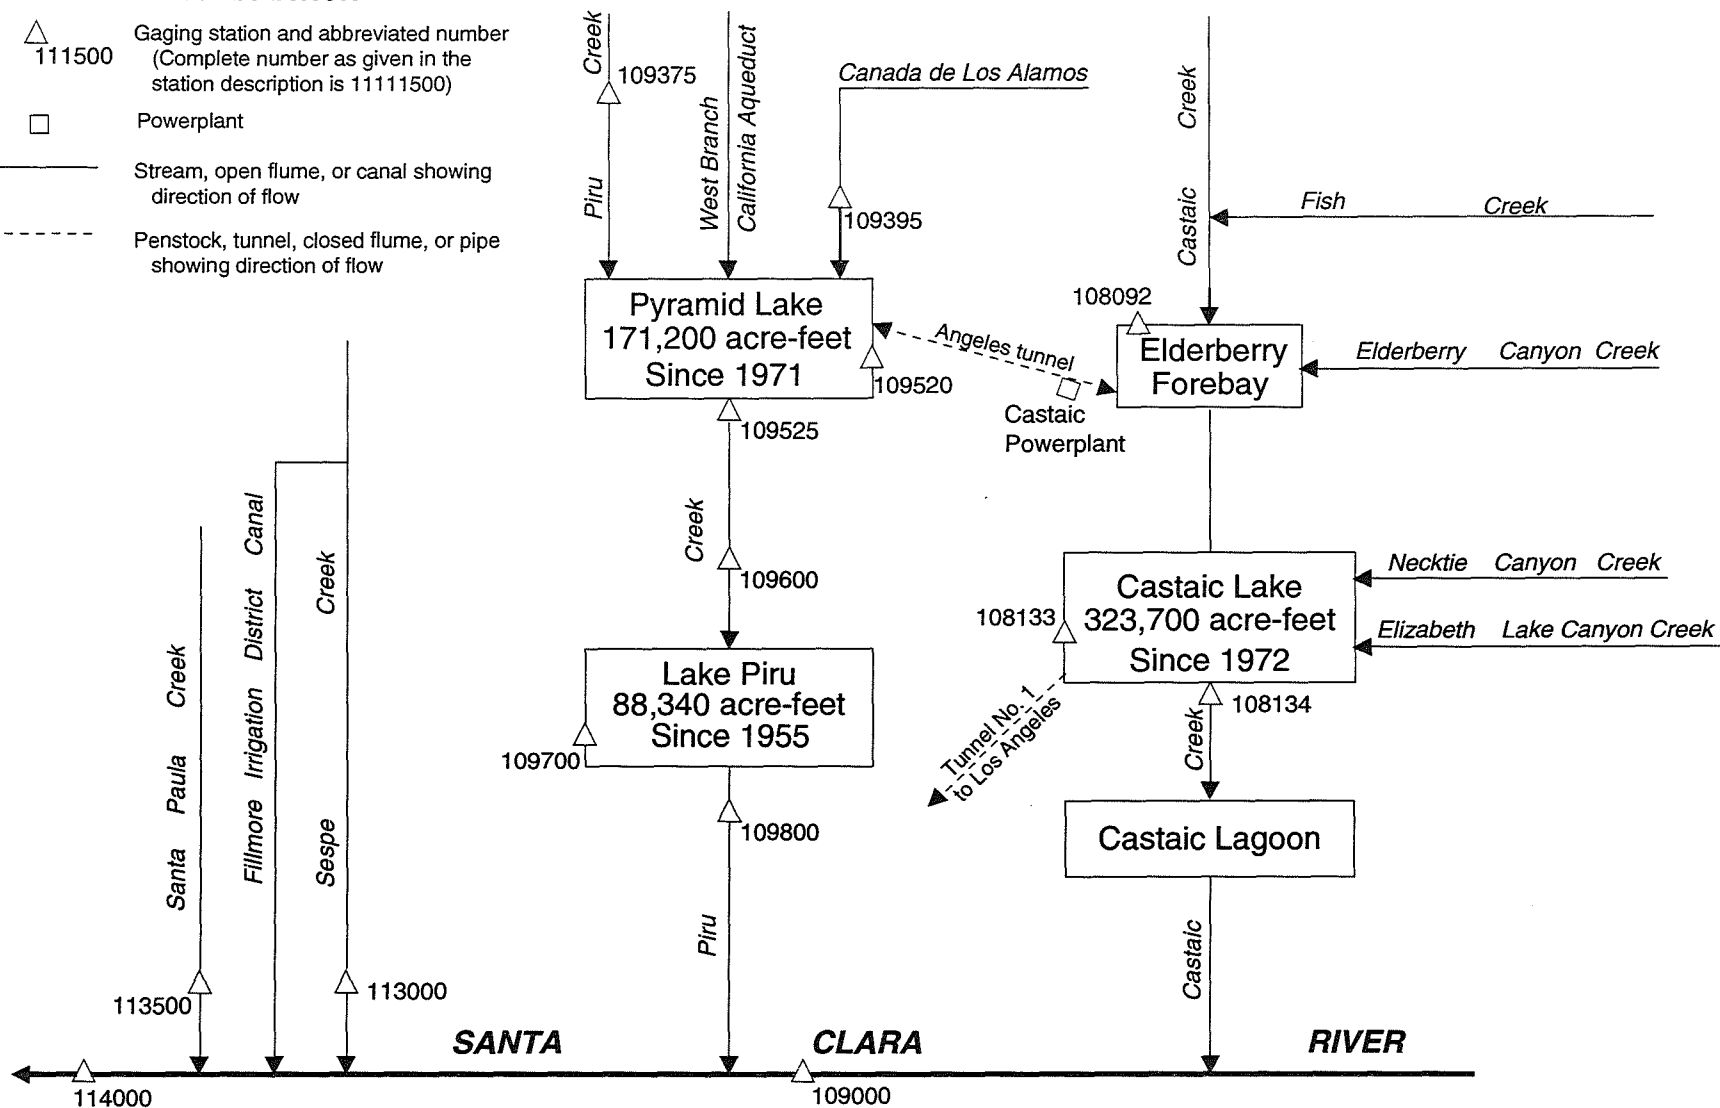 111500
Gaging station and abbreviated number
(Complete number as given in the
station description is 11111500)
Powerplant
Stream, open flume, or canal showing
direction of flow
Penstock, tunnel, closed flume, or pipe
showing direction of flow
Piru Creek
109375
West Branch
California Aqueduct
Canada de Los Alamos
109395
Castaic Creek
Fish Creek
Pyramid Lake
171,200 acre-feet
Since 1971
109520
Angeles tunnel
Castaic
Powerplant
108092
Elderberry
Forebay
Elderberry Canyon Creek
109525
Creek
109600
Lake Piru
88,340 acre-feet
Since 1955
109700
109800
Piru
Castaic Lake
323,700 acre-feet
Since 1972
108133
Necktie Canyon Creek
Elizabeth Lake Canyon Creek
Tunnel No. 1
to Los Angeles
108134
Creek
Castaic Lagoon
Castaic
Santa Paula Creek
Fillmore Irrigation District Canal
Sespe Creek
113500
113000
SANTA CLARA RIVER
114000
109000